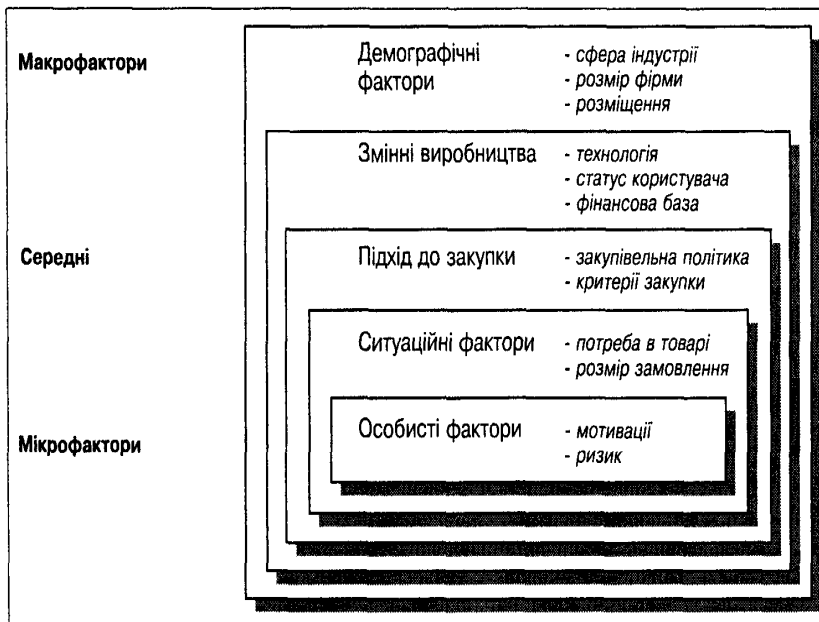 Макрофактори
Демографічні
фактори
- сфера індустрії
- розмір фірми
- розміщення
Змінні виробництва
- технологія
- статус користувача
- фінансова база
Середні
Підхід до закупки
- закупівельна політика
- критерії закупки
Ситуаційні фактори
- потреба в товарі
- розмір замовлення
Мікрофактори
Особисті фактори
- мотивації
- ризик